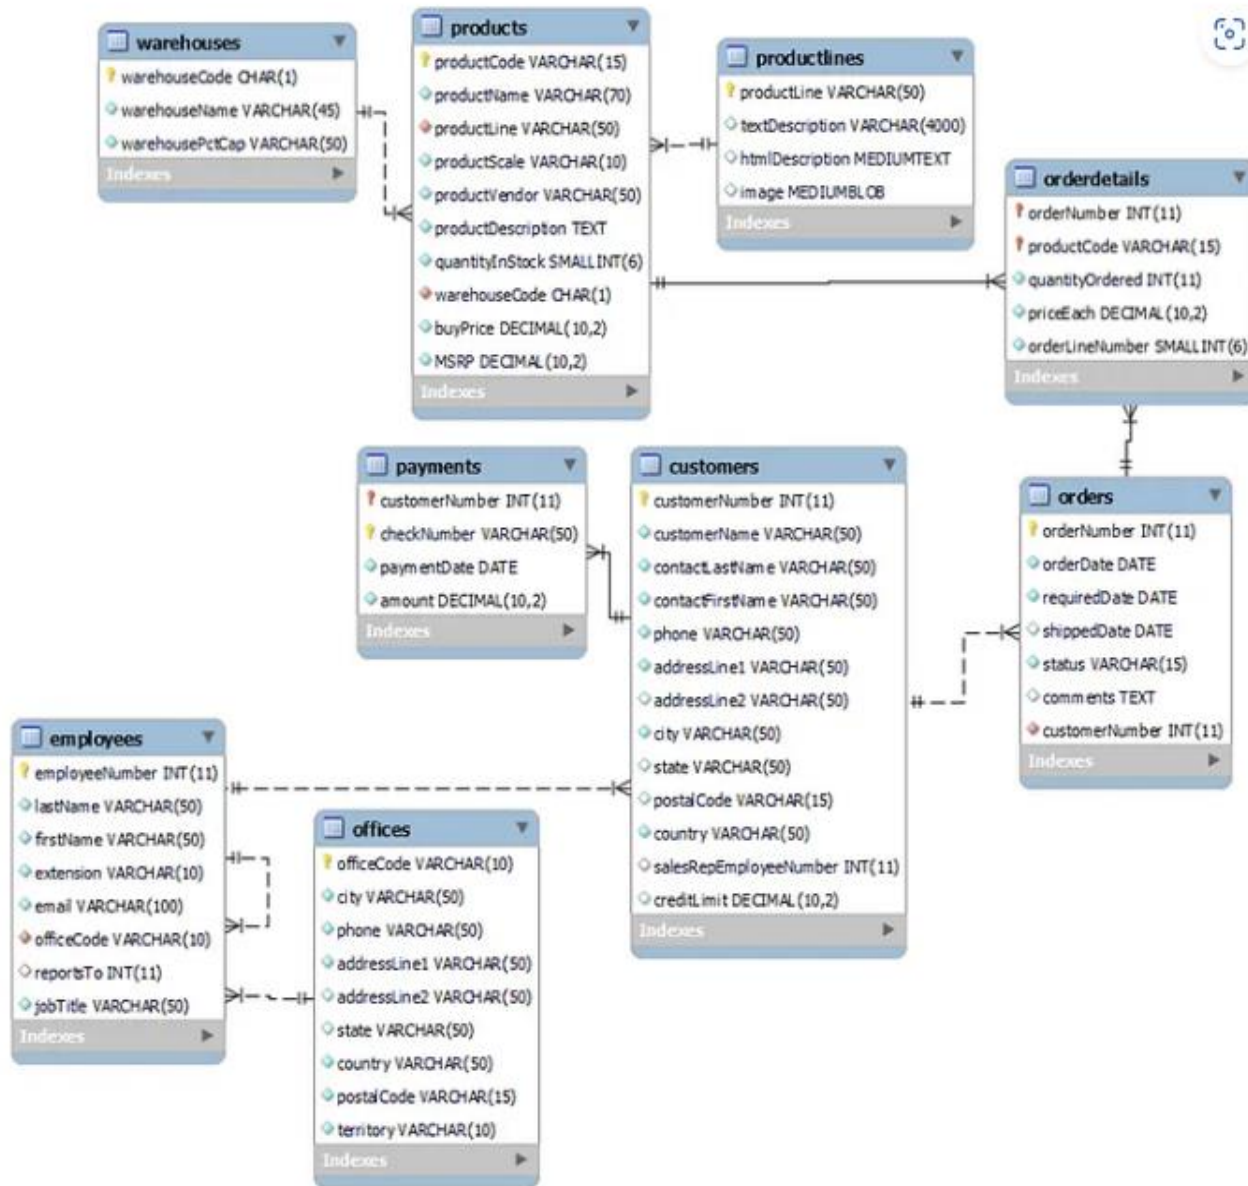 warehouses
warehouseCode CHAR(1)
warehouseName VARCHAR(45)
warehousePctCap VARCHAR(50)
Indexes
products
productCode VARCHAR(15)
productName VARCHAR(70)
productLine VARCHAR(50)
productScale VARCHAR(10)
productVendor VARCHAR(50)
productDescription TEXT
quantityInStock SMALLINT(6)
warehouseCode CHAR(1)
buyPrice DECIMAL(10,2)
MSRP DECIMAL(10,2)
Indexes
productlines
productLine VARCHAR(50)
textDescription VARCHAR(4000)
htmlDescription MEDIUMTEXT
image MEDIUMBLOB
Indexes
orderdetails
orderNumber INT(11)
productCode VARCHAR(15)
quantityOrdered INT(11)
priceEach DECIMAL(10,2)
orderLineNumber SMALLINT(6)
Indexes
payments
customerNumber INT(11)
checkNumber VARCHAR(50)
paymentDate DATE
amount DECIMAL(10,2)
Indexes
customers
customerNumber INT(11)
customerName VARCHAR(50)
contactLastName VARCHAR(50)
contactFirstName VARCHAR(50)
phone VARCHAR(50)
addressLine1 VARCHAR(50)
addressLine2 VARCHAR(50)
city VARCHAR(50)
state VARCHAR(50)
postalCode VARCHAR(15)
country VARCHAR(50)
salesRepEmployeeNumber INT(11)
creditLimit DECIMAL(10,2)
Indexes
orders
orderNumber INT(11)
orderDate DATE
requiredDate DATE
shippedDate DATE
status VARCHAR(15)
comments TEXT
customerNumber INT(11)
Indexes
employees
employeeNumber INT(11)
lastName VARCHAR(50)
firstName VARCHAR(50)
extension VARCHAR(10)
email VARCHAR(100)
officeCode VARCHAR(10)
reportsTo INT(11)
jobTitle VARCHAR(50)
Indexes
offices
officeCode VARCHAR(10)
city VARCHAR(50)
phone VARCHAR(50)
addressLine1 VARCHAR(50)
addressLine2 VARCHAR(50)
state VARCHAR(50)
country VARCHAR(50)
postalCode VARCHAR(15)
territory VARCHAR(10)
Indexes